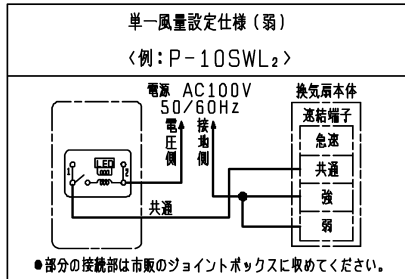 単一風量設定仕様（弱）
〈例：P-10SWL₂〉
電源 AC100V
50/60Hz
電圧側
接地側
換気扇本体
速結端子
急速
共通
強
弱
LED
1
2
共通
●部分の接続部は市販のジョイントボックスに収めてください。